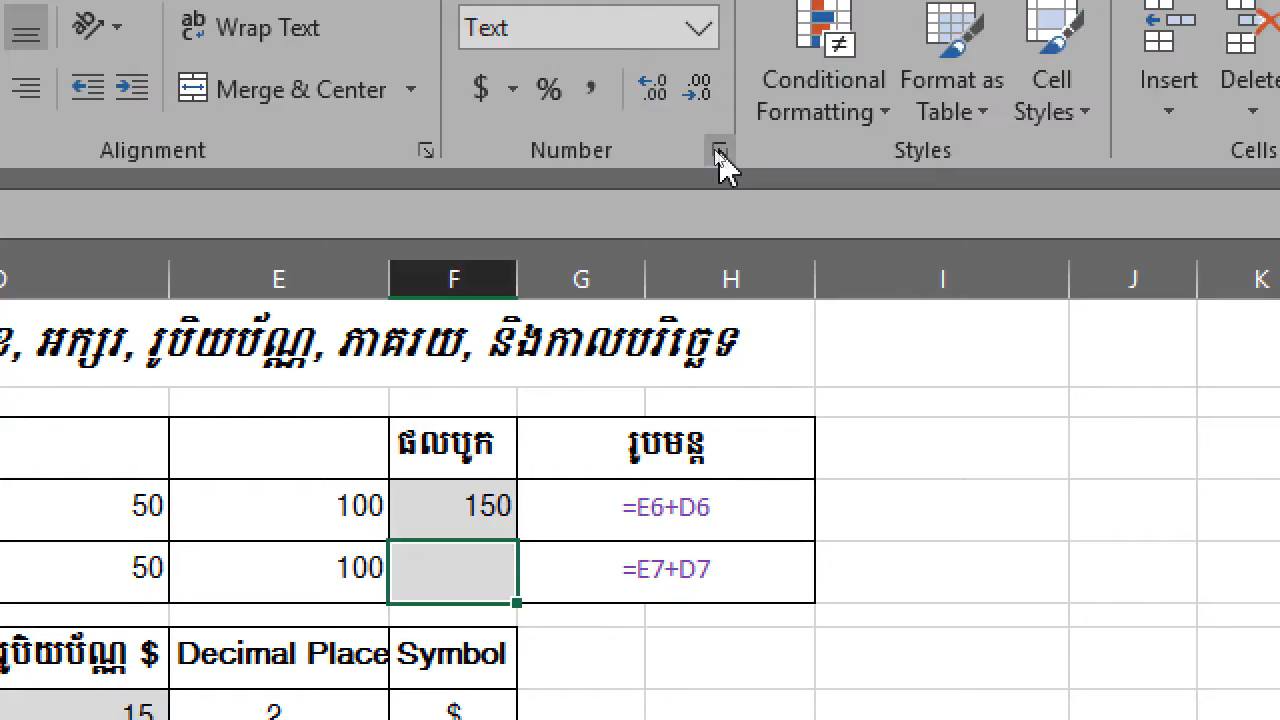 Wrap Text
Text
Merge & Center
$ % ,
Conditional Formatting
Format as Table
Cell Styles
Insert
Delete
Alignment
Number
Styles
Cells
E F G H I J K
អក្សរ, រូបិយប័ណ្ណ, ភាគរយ, និងកាលបរិច្ឆេទ
ផលបូក រូបមន្ត
50 100 150 =E6+D6
50 100 =E7+D7
រូបិយប័ណ្ណ $ Decimal Place Symbol
15 2 $